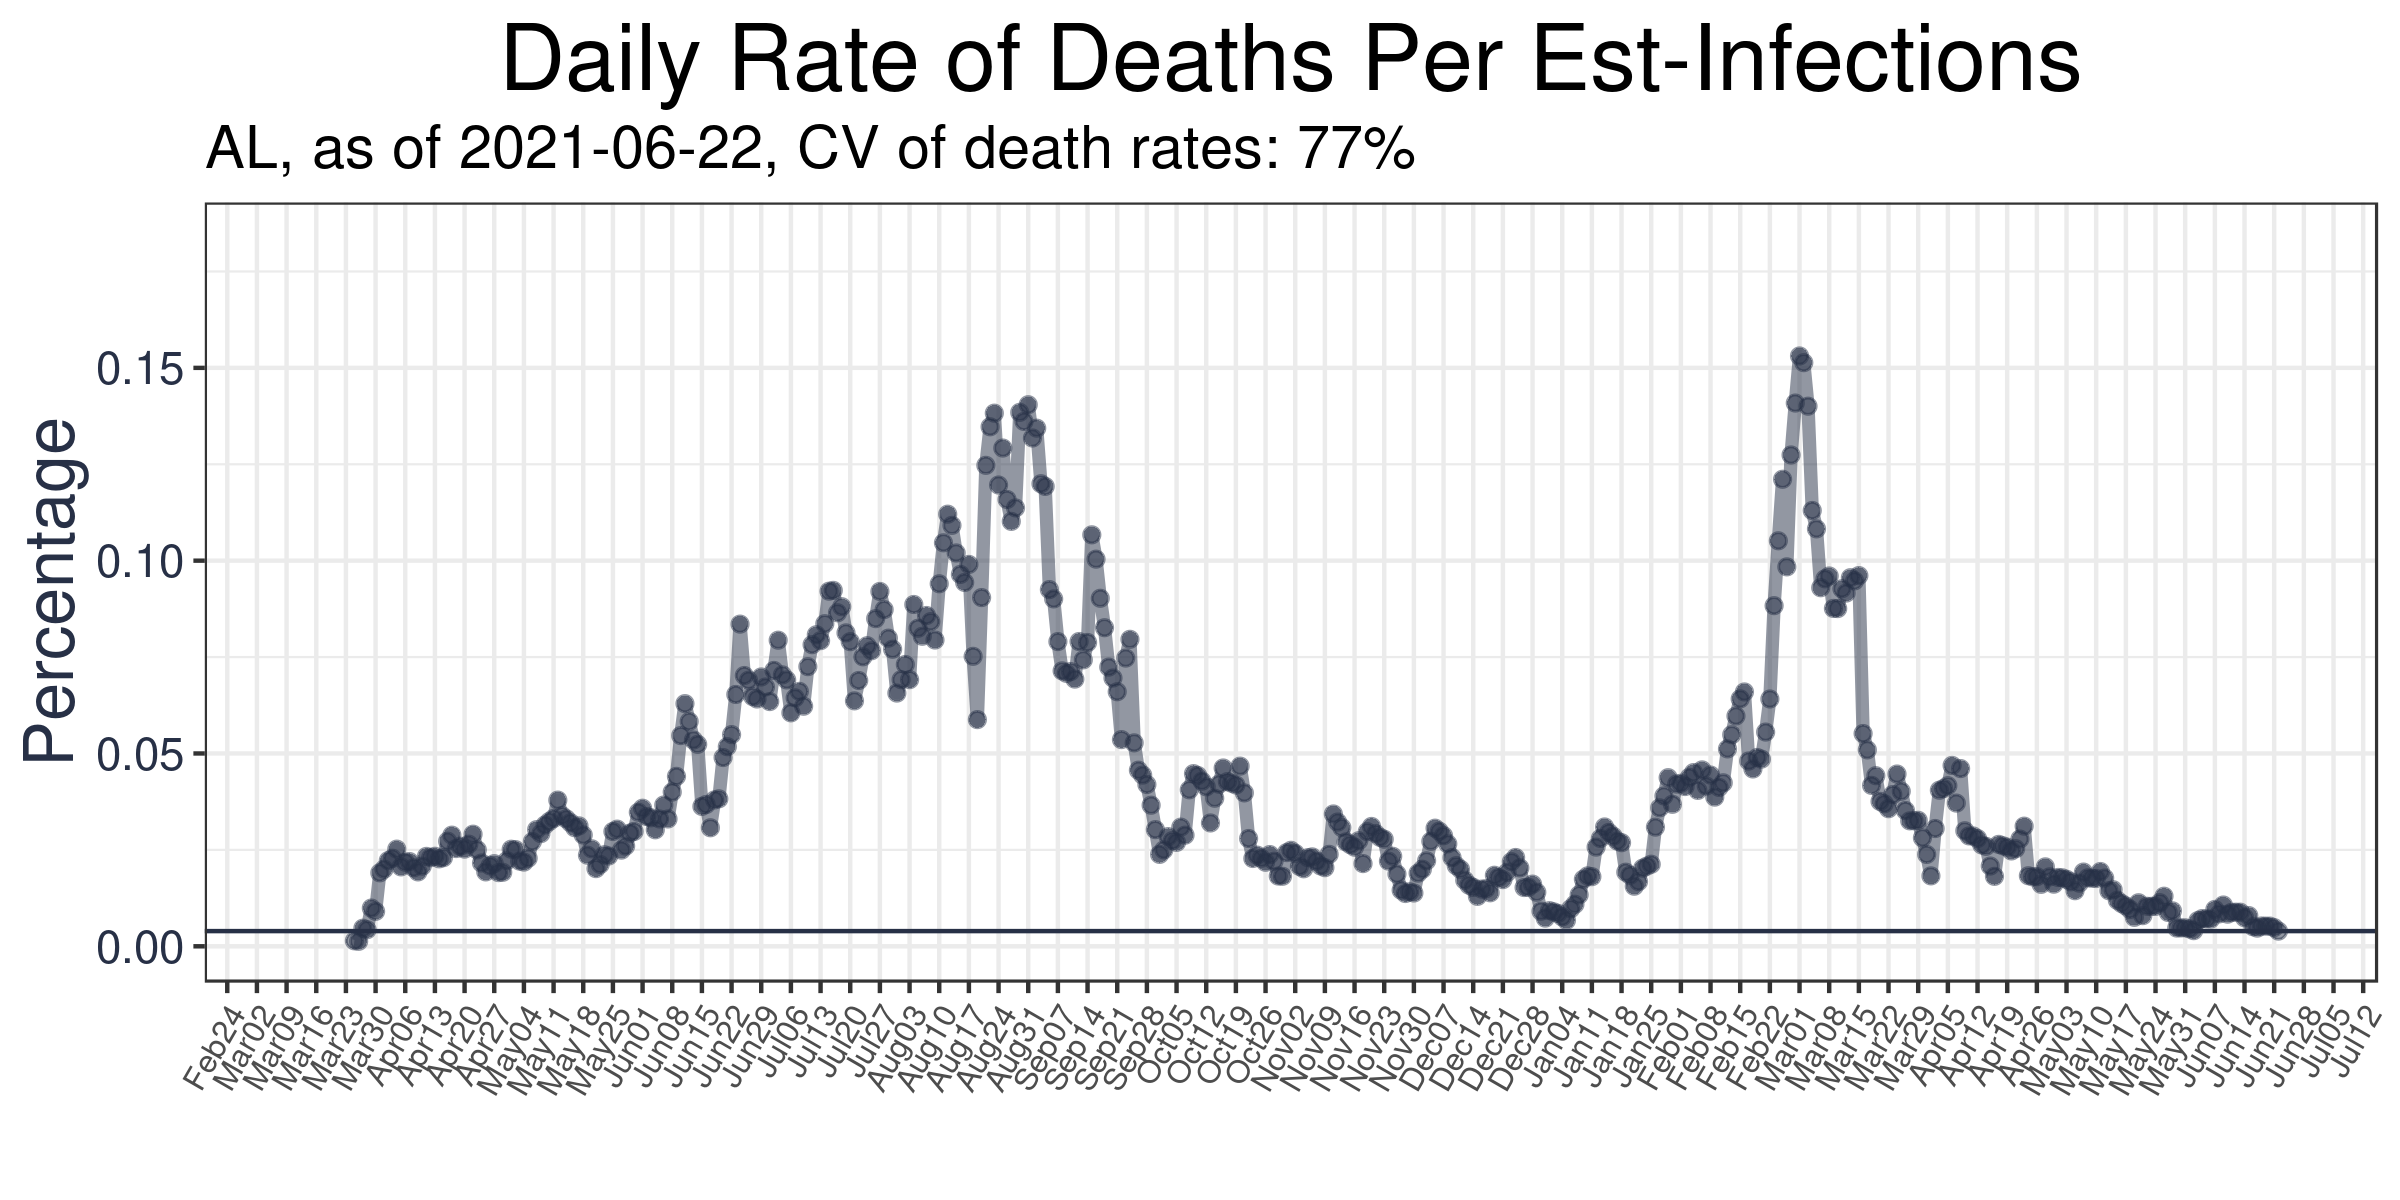 Daily Rate of Deaths Per Est-Infections
AL, as of 2021-06-22, CV of death rates: 77%
Percentage
0.15
0.10
0.05
0.00
Feb24
Mar02
Mar09
Mar16
Mar23
Mar30
Apr06
Apr13
Apr20
Apr27
May04
May11
May18
May25
Jun01
Jun08
Jun15
Jun22
Jun29
Jul06
Jul13
Jul20
Jul27
Aug03
Aug10
Aug17
Aug24
Aug31
Sep07
Sep14
Sep21
Sep28
Oct05
Oct12
Oct19
Oct26
Nov02
Nov09
Nov16
Nov23
Nov30
Dec07
Dec14
Dec21
Dec28
Dec04
Jan11
Jan18
Jan25
Feb01
Feb08
Feb15
Feb22
Mar01
Mar08
Mar15
Mar22
Mar29
Apr05
Apr12
Apr19
Apr26
May03
May10
May17
May24
May31
May07
Jun14
Jun21
Jun28
Jul05
Jul12